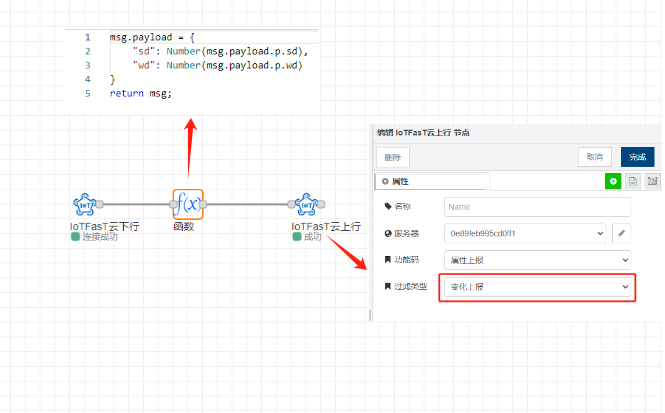 1 msg.payload = {
2 "sd": Number(msg.payload.p.sd),
3 "wd": Number(msg.payload.p.wd)
4 }
5 return msg;
编辑 IoTFasT云上行 节点
删除 取消 完成
属性
名称 Name
服务器 0e89feb995cd0ff1
功能码 属性上报
过滤类型 变化上报
IoT f(x) IoT
IoTFasT云下行 函数 IoTFasT云上行
连接成功 成功